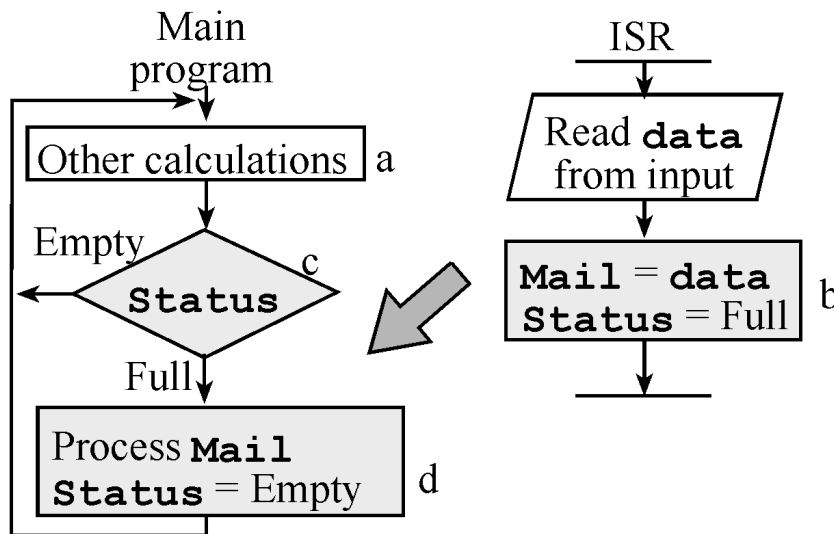 Main
program
Other calculations
a
Empty
c
Status
Full
Process Mail
Status = Empty
d
ISR
Read data
from input
Mail = data
Status = Full
b